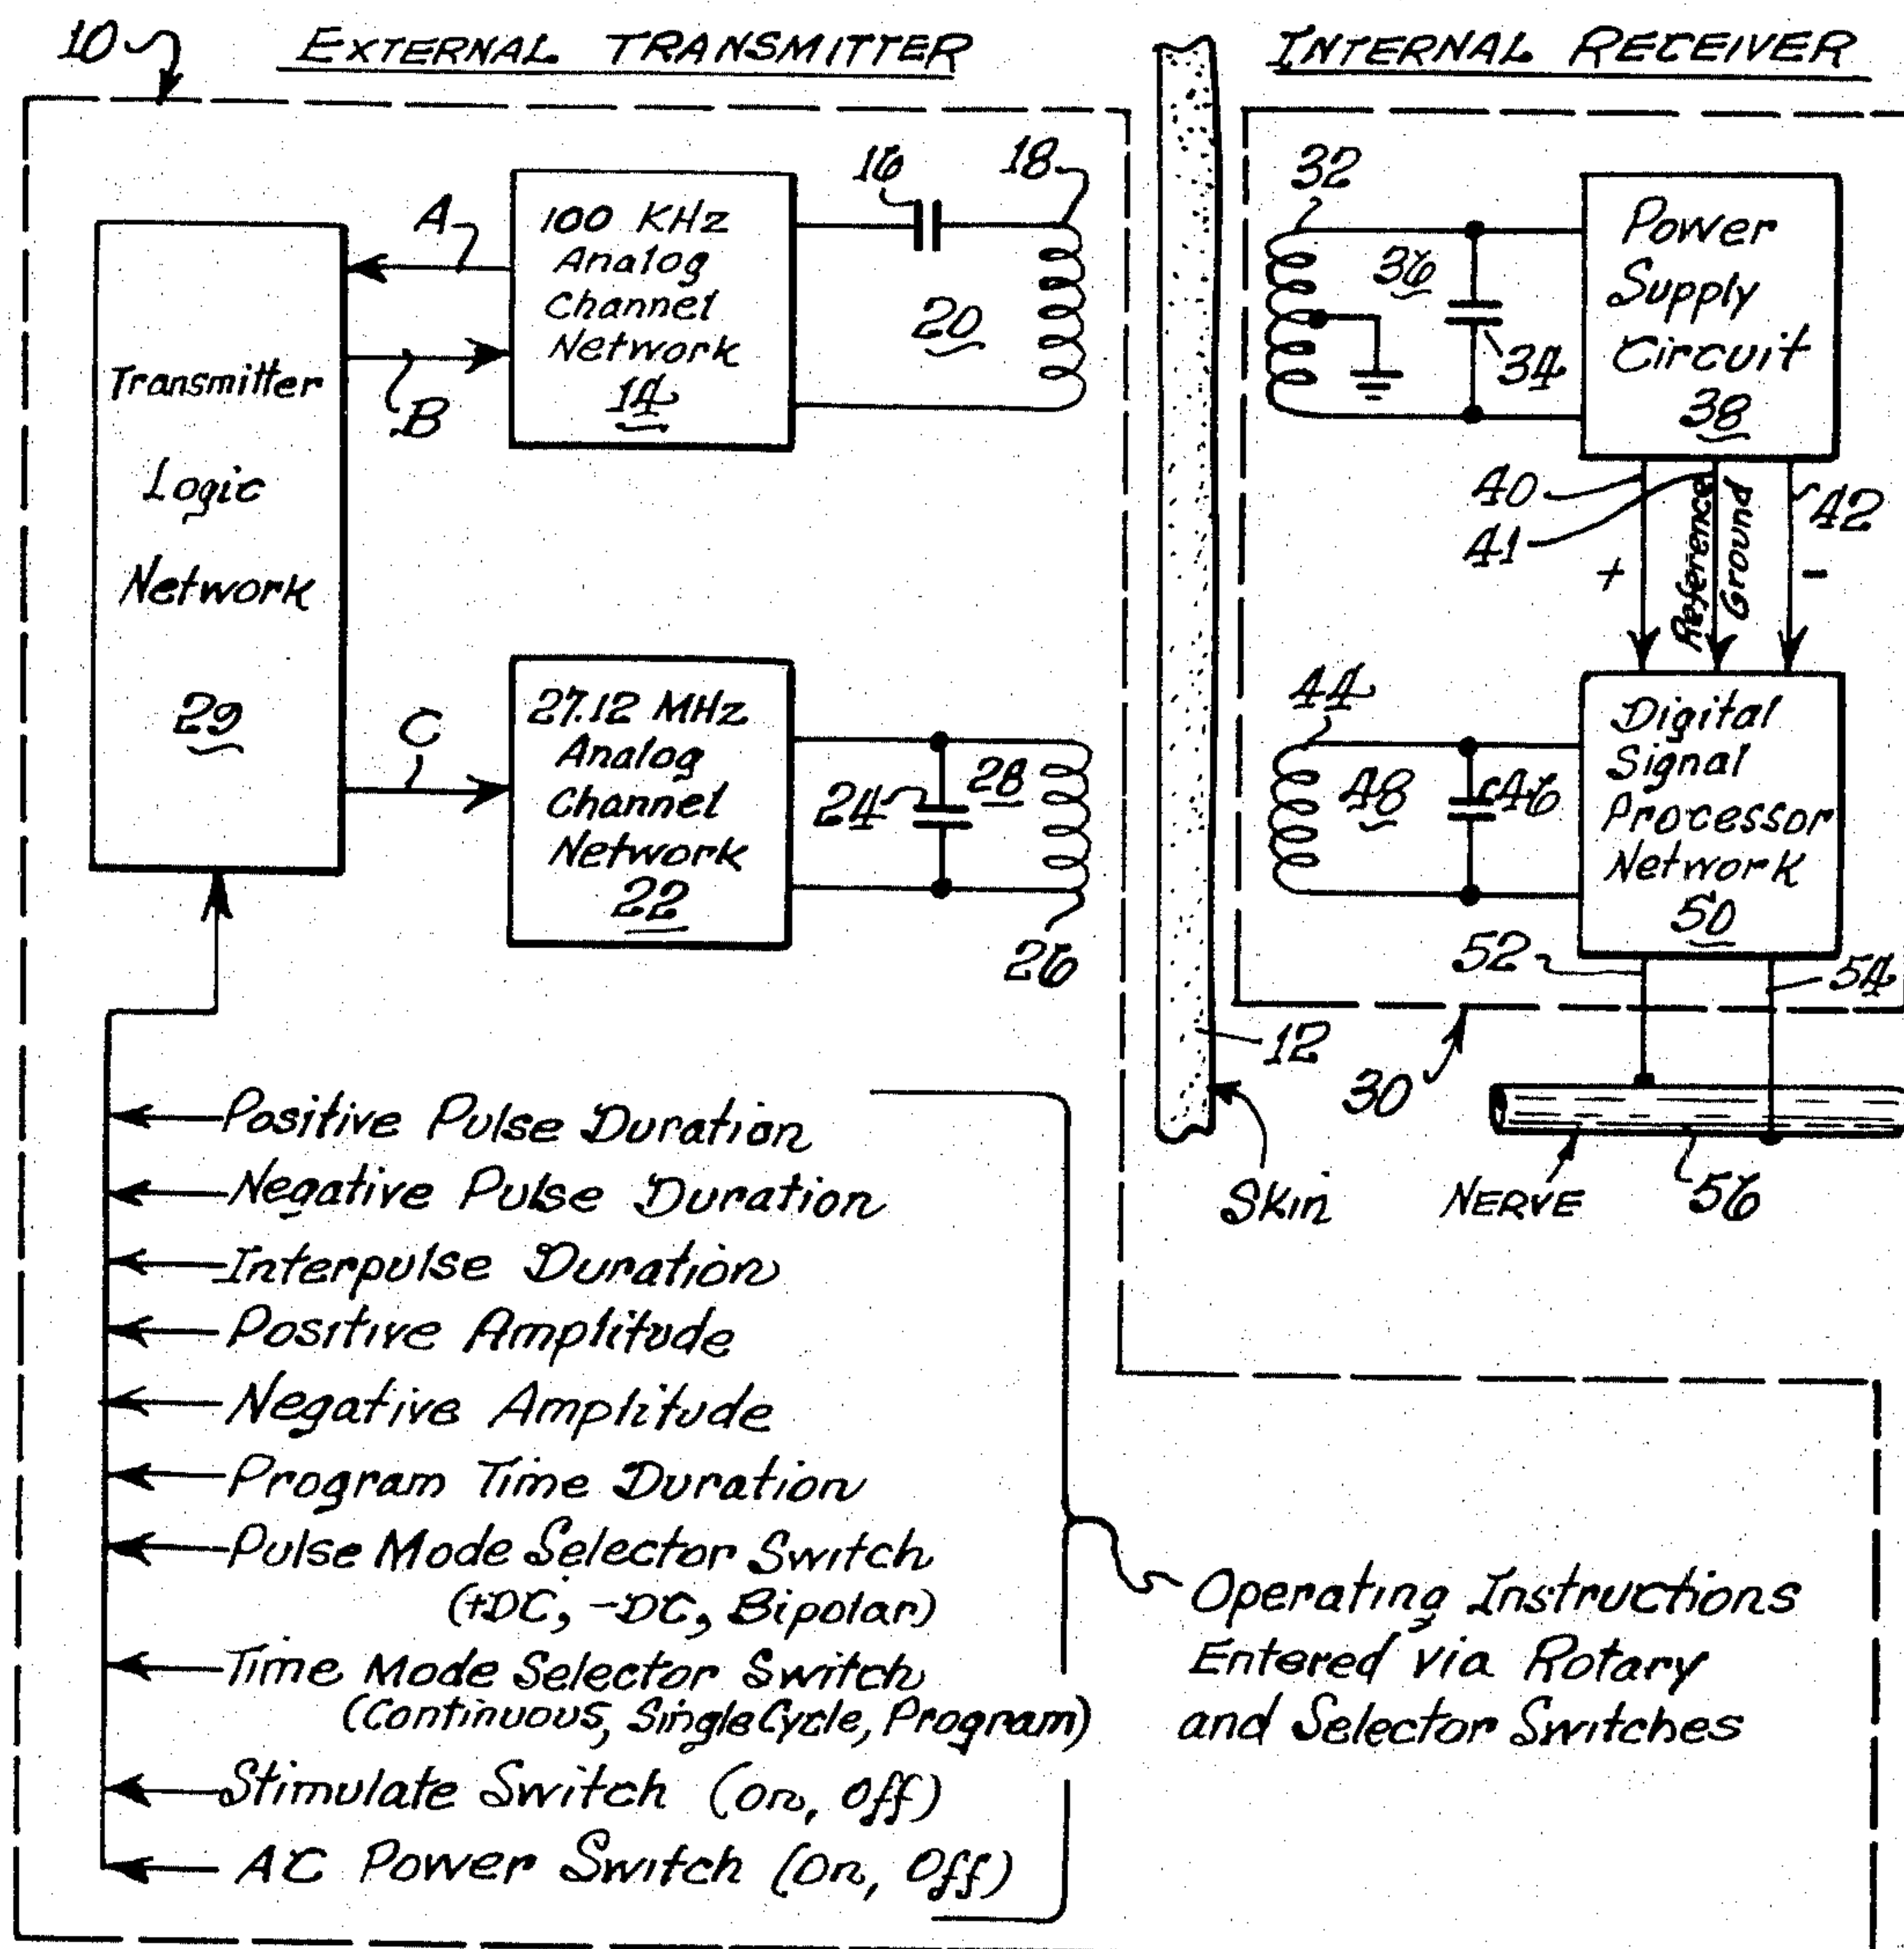 10
EXTERNAL TRANSMITTER
INTERNAL RECEIVER
A
B
C
Transmitter
Logic
Network
29
100 KHz
Analog
Channel
Network
14
16
18
20
27.12 MHz
Analog
Channel
Network
22
24
28
26
32
36
34
Power
Supply
Circuit
38
40
41
42
+
Reference
Ground
-
44
48
46
Digital
Signal
Processor
Network
50
52
54
12
30
Skin
NERVE
56
Positive Pulse Duration
Negative Pulse Duration
Interpulse Duration
Positive Amplitude
Negative Amplitude
Program Time Duration
Pulse Mode Selector Switch
(+DC, -DC, Bipolar)
Time Mode Selector Switch
(Continuous, Single Cycle, Program)
Stimulate Switch (On, Off)
AC Power Switch (On, Off)
Operating Instructions
Entered via Rotary
and Selector Switches